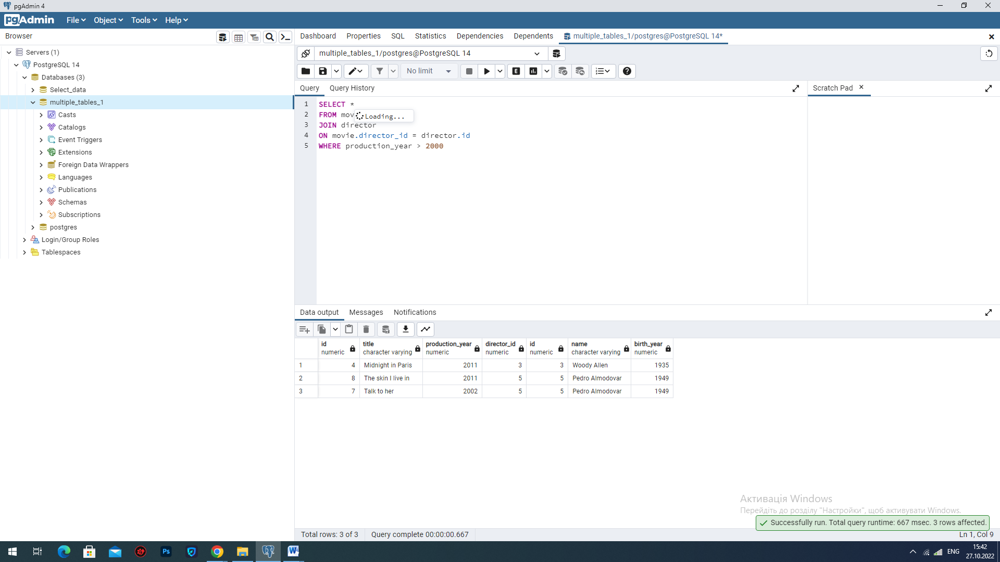 pgAdmin 4
pgAdmin File Object Tools Help
Browser
Servers (1)
PostgreSQL 14
Databases (3)
Select_data
multiple_tables_1
Casts
Catalogs
Event Triggers
Extensions
Foreign Data Wrappers
Languages
Publications
Schemas
Subscriptions
postgres
Login/Group Roles
Tablespaces
Dashboard Properties SQL Statistics Dependencies Dependents multiple_tables_1/postgres@PostgreSQL 14*
multiple_tables_1/postgres@PostgreSQL 14
No limit E
Query Query History Scratch Pad
1 SELECT *
2 FROM mov Loading...
3 JOIN director
4 ON movie.director_id = director.id
5 WHERE production_year > 2000
Data output Messages Notifications
id title production_year director_id id name birth_year
numeric character varying numeric numeric numeric character varying numeric
1 4 Midnight in Paris 2011 3 3 Woody Allen 1935
2 8 The skin I live in 2011 5 5 Pedro Almodovar 1949
3 7 Talk to her 2002 5 5 Pedro Almodovar 1949
Активація Windows
Перейдіть до розділу "Настройки", щоб активувати Windows.
Successfully run. Total query runtime: 667 msec. 3 rows affected.
Total rows: 3 of 3 Query complete 00:00:00.667 Ln 1, Col 9
Ps W ENG 15:42
27.10.2022